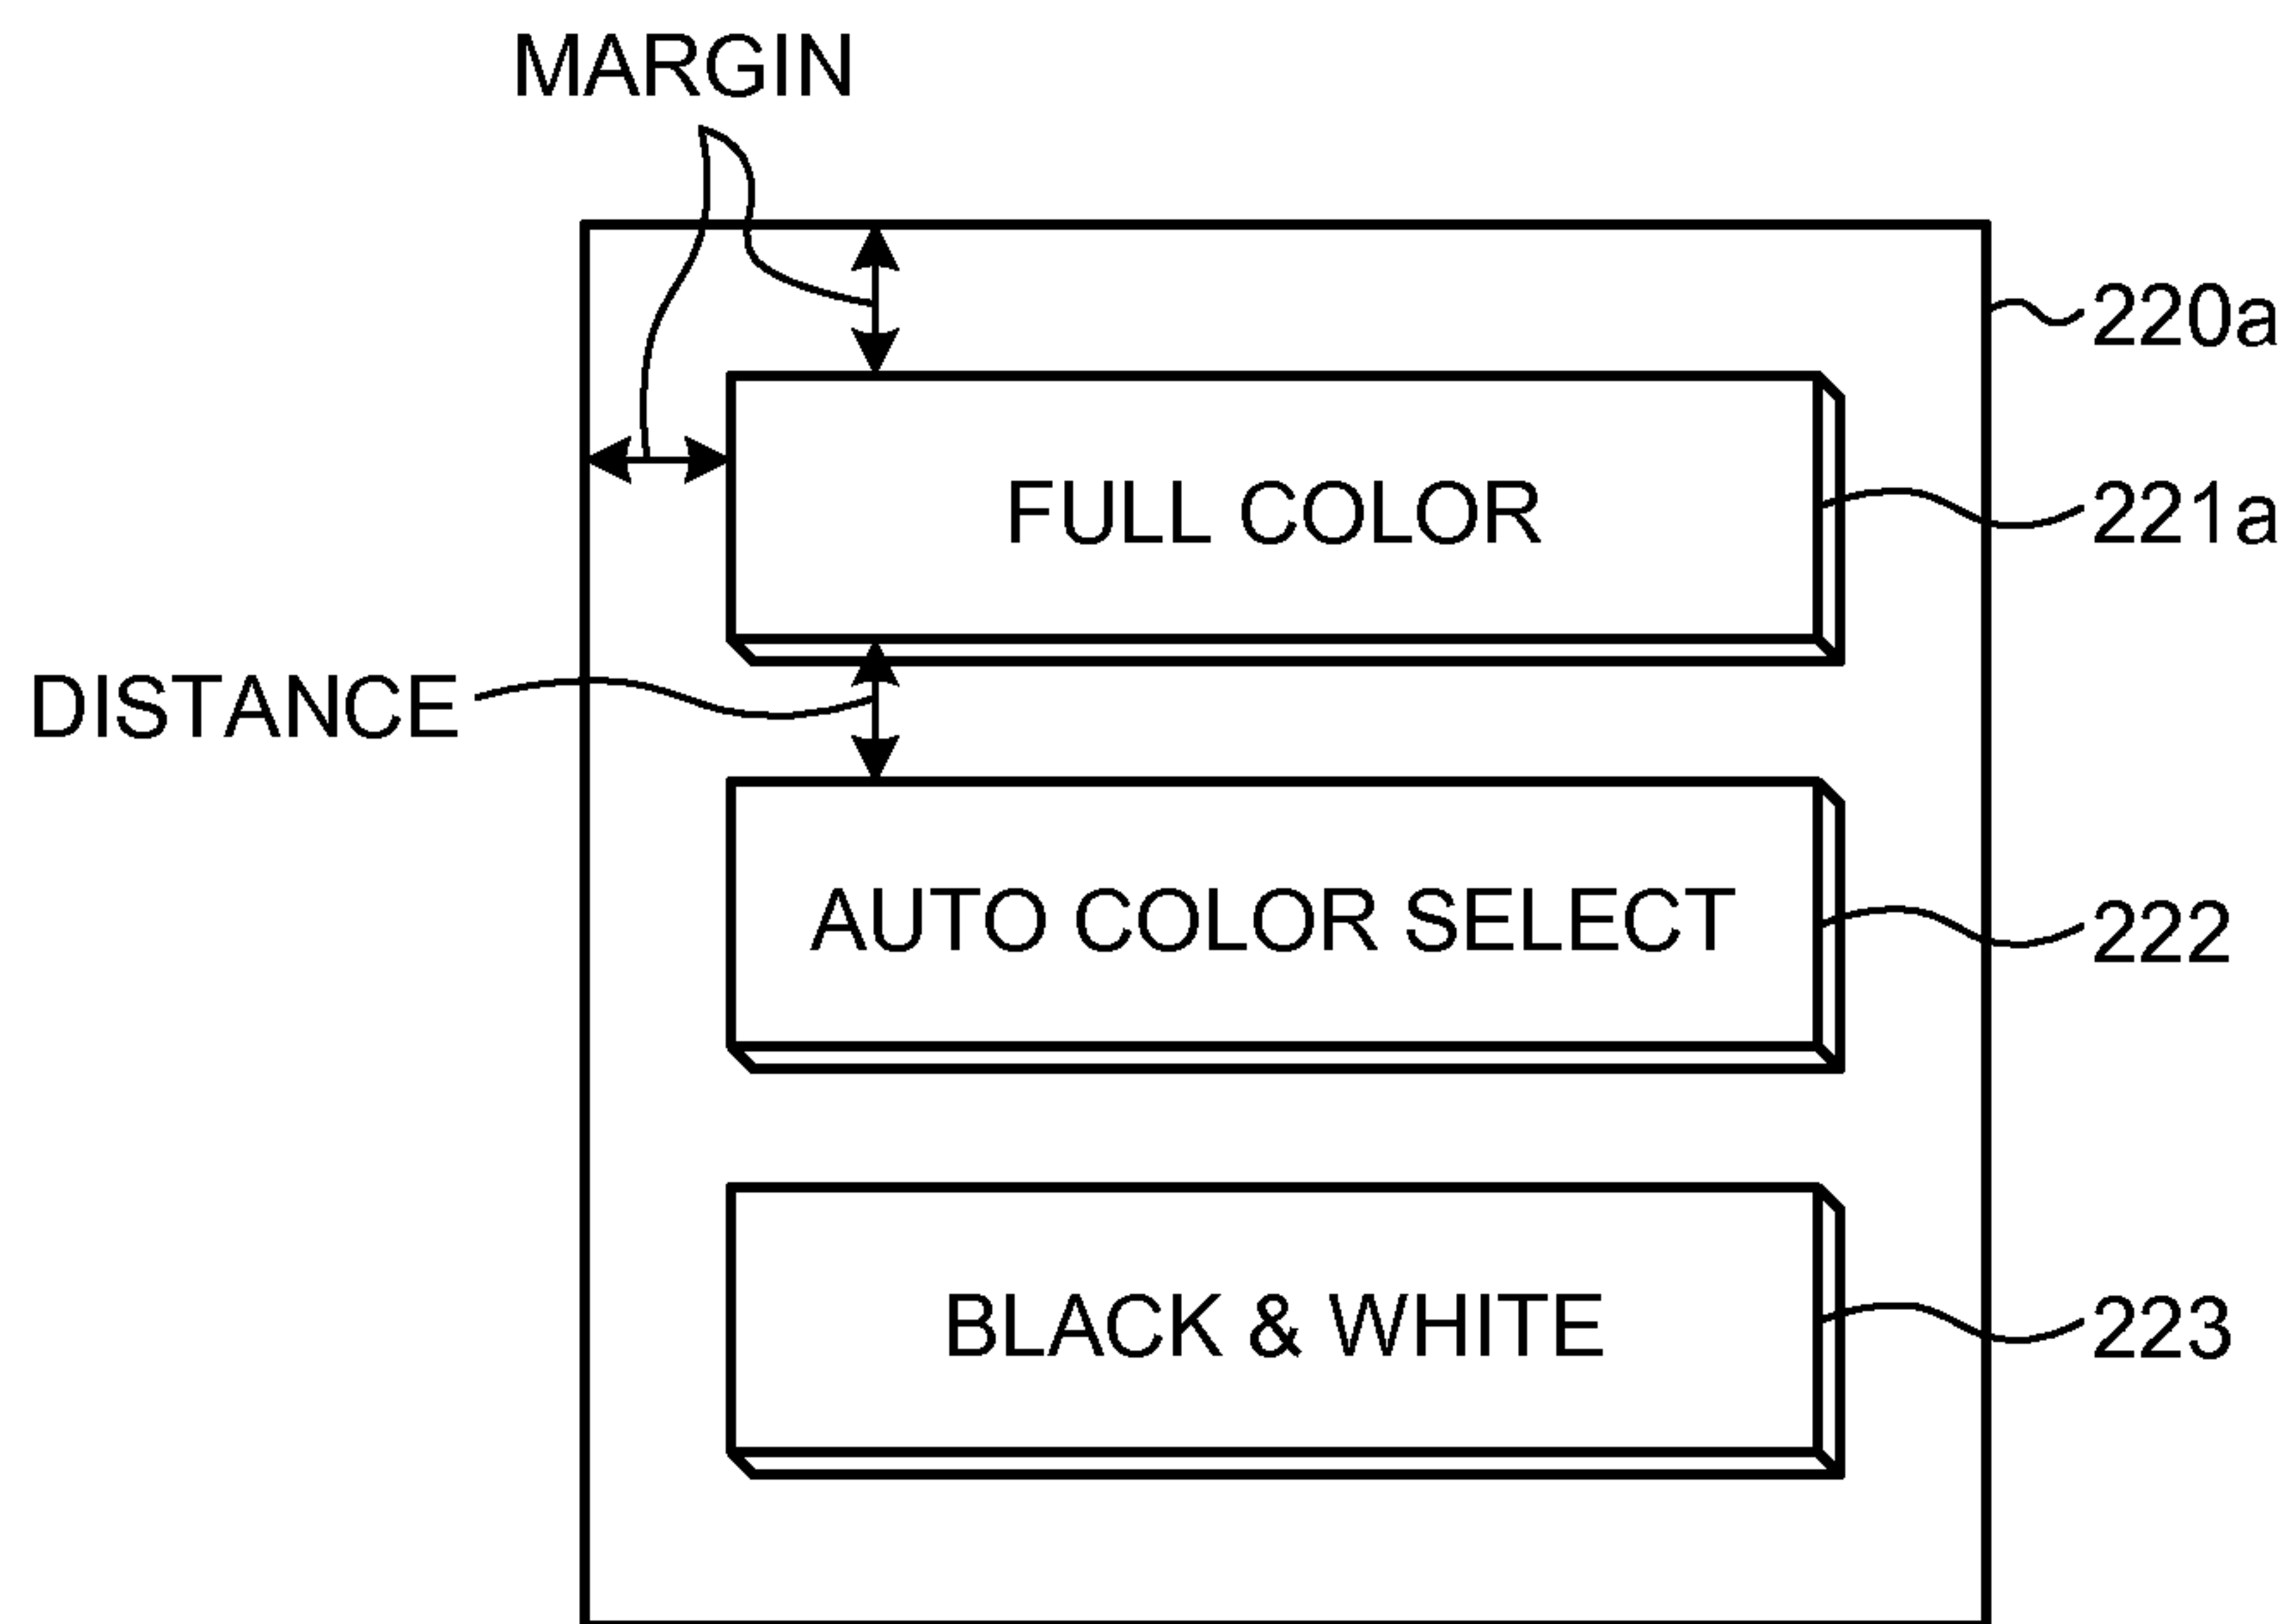 MARGIN
220a
FULL COLOR
221a
DISTANCE
AUTO COLOR SELECT
222
BLACK & WHITE
223